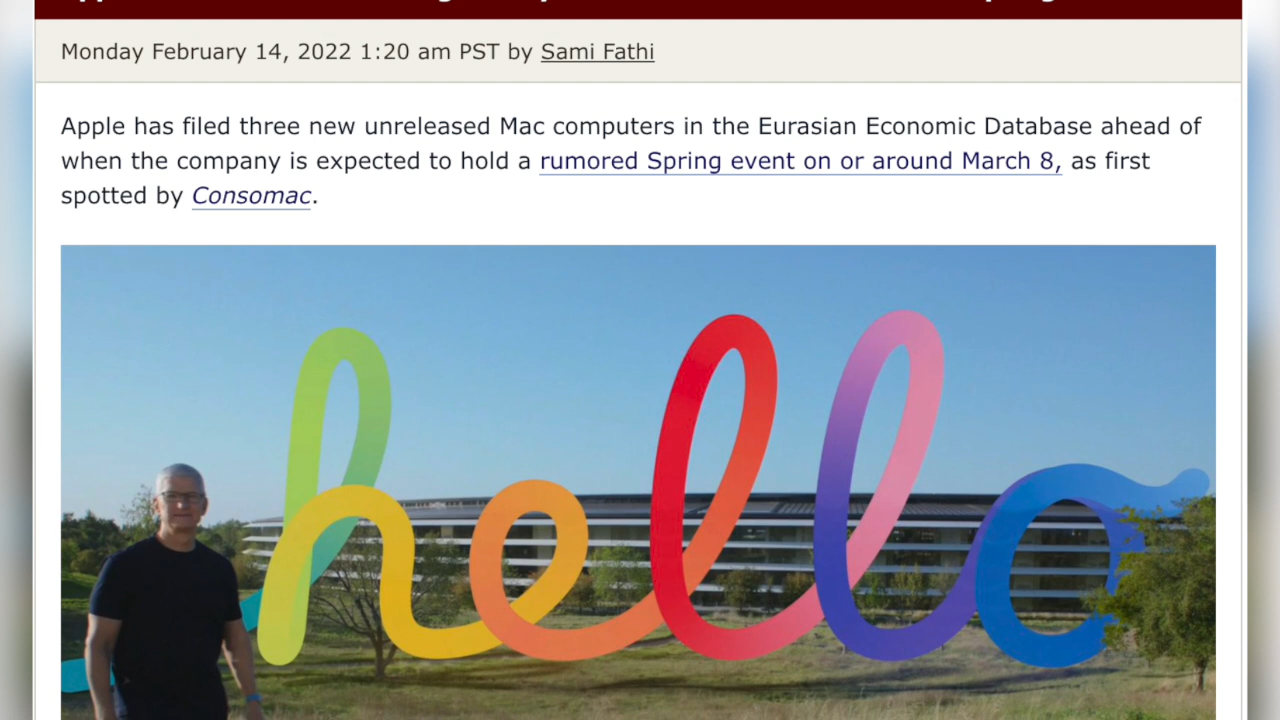 Monday February 14, 2022 1:20 am PST by Sami Fathi
Apple has filed three new unreleased Mac computers in the Eurasian Economic Database ahead of
when the company is expected to hold a rumored Spring event on or around March 8, as first
spotted by Consomac.
hello